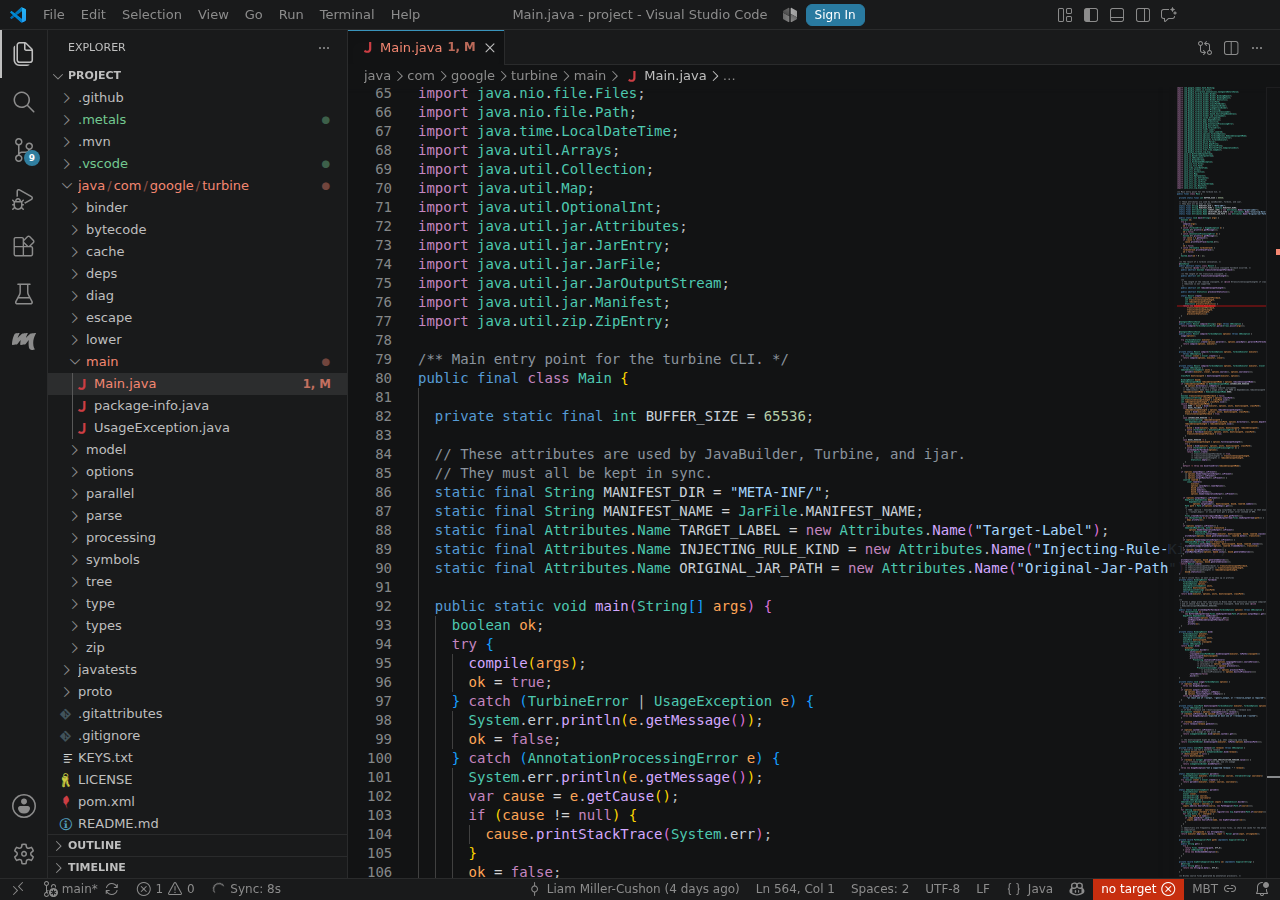 File Edit Selection View Go Run Terminal Help
Main.java - project - Visual Studio Code
Sign In
EXPLORER
PROJECT
.github
.metals
.mvn
.vscode
java/com/google/turbine
binder
bytecode
cache
deps
diag
escape
lower
main
Main.java 1, M
package-info.java
UsageException.java
model
options
parallel
parse
processing
symbols
tree
type
types
zip
javatests
proto
.gitattributes
.gitignore
KEYS.txt
LICENSE
pom.xml
README.md
OUTLINE
TIMELINE
9
Main.java 1, M
java > com > google > turbine > main > Main.java > ...
65 import java.nio.file.Files;
66 import java.nio.file.Path;
67 import java.time.LocalDateTime;
68 import java.util.Arrays;
69 import java.util.Collection;
70 import java.util.Map;
71 import java.util.OptionalInt;
72 import java.util.jar.Attributes;
73 import java.util.jar.JarEntry;
74 import java.util.jar.JarFile;
75 import java.util.jar.JarOutputStream;
76 import java.util.jar.Manifest;
77 import java.util.zip.ZipEntry;
78
79 /** Main entry point for the turbine CLI. */
80 public final class Main {
81
82 private static final int BUFFER_SIZE = 65536;
83
84 // These attributes are used by JavaBuilder, Turbine, and ijar.
85 // They must all be kept in sync.
86 static final String MANIFEST_DIR = "META-INF/";
87 static final String MANIFEST_NAME = JarFile.MANIFEST_NAME;
88 static final Attributes.Name TARGET_LABEL = new Attributes.Name("Target-Label");
89 static final Attributes.Name INJECTING_RULE_KIND = new Attributes.Name("Injecting-Rule-K
90 static final Attributes.Name ORIGINAL_JAR_PATH = new Attributes.Name("Original-Jar-Path"
91
92 public static void main(String[] args) {
93 boolean ok;
94 try {
95 compile(args);
96 ok = true;
97 } catch (TurbineError | UsageException e) {
98 System.err.println(e.getMessage());
99 ok = false;
100 } catch (AnnotationProcessingError e) {
101 System.err.println(e.getMessage());
102 var cause = e.getCause();
103 if (cause != null) {
104 cause.printStackTrace(System.err);
105 }
106 ok = false;
main* 1 0 Sync: 8s Liam Miller-Cushon (4 days ago) Ln 564, Col 1 Spaces: 2 UTF-8 LF { } Java no target MBT